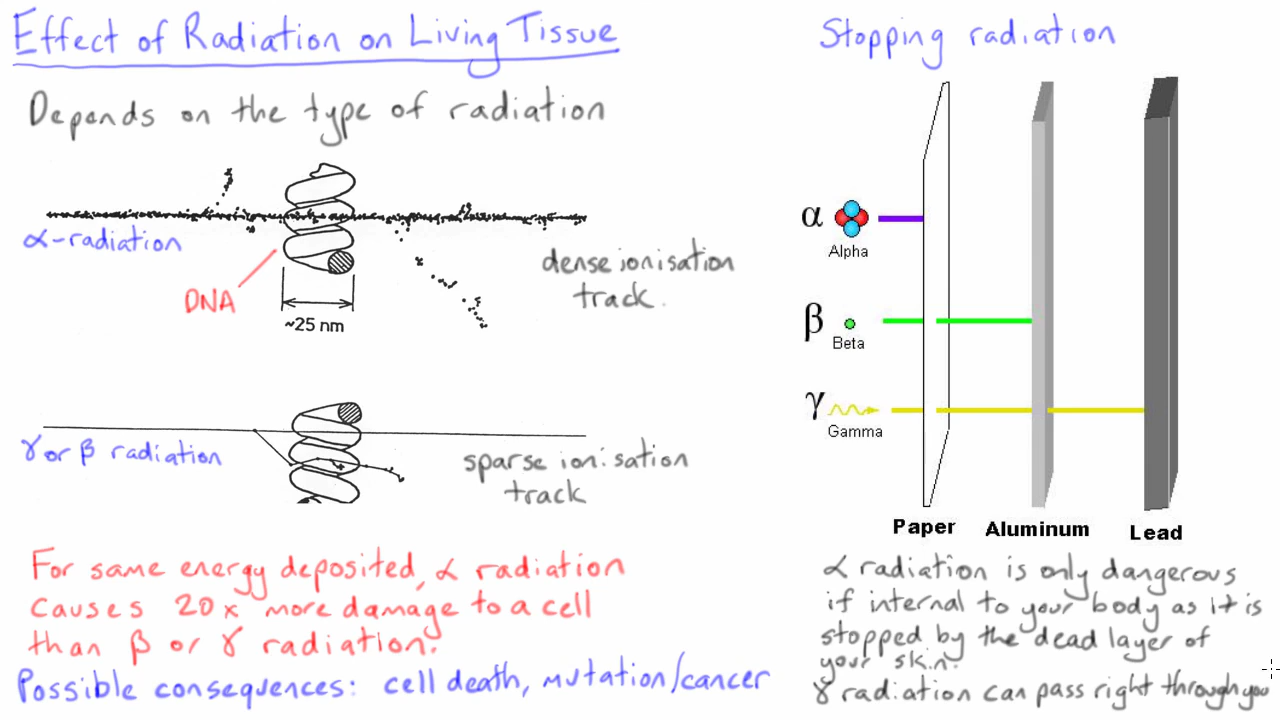 Effect of Radiation on Living Tissue
Depends on the type of radiation
α-radiation
DNA
~25 nm
dense ionisation
track.
γ or β radiation
sparse ionisation
track
For same energy deposited, α radiation
causes 20x more damage to a cell
than β or γ radiation.
Possible consequences: cell death, mutation/cancer
Stopping radiation
α
Alpha
β
Beta
γ
Gamma
Paper
Aluminum
Lead
α radiation is only dangerous
if internal to your body as it is
stopped by the dead layer of
your skin.
γ radiation can pass right through you